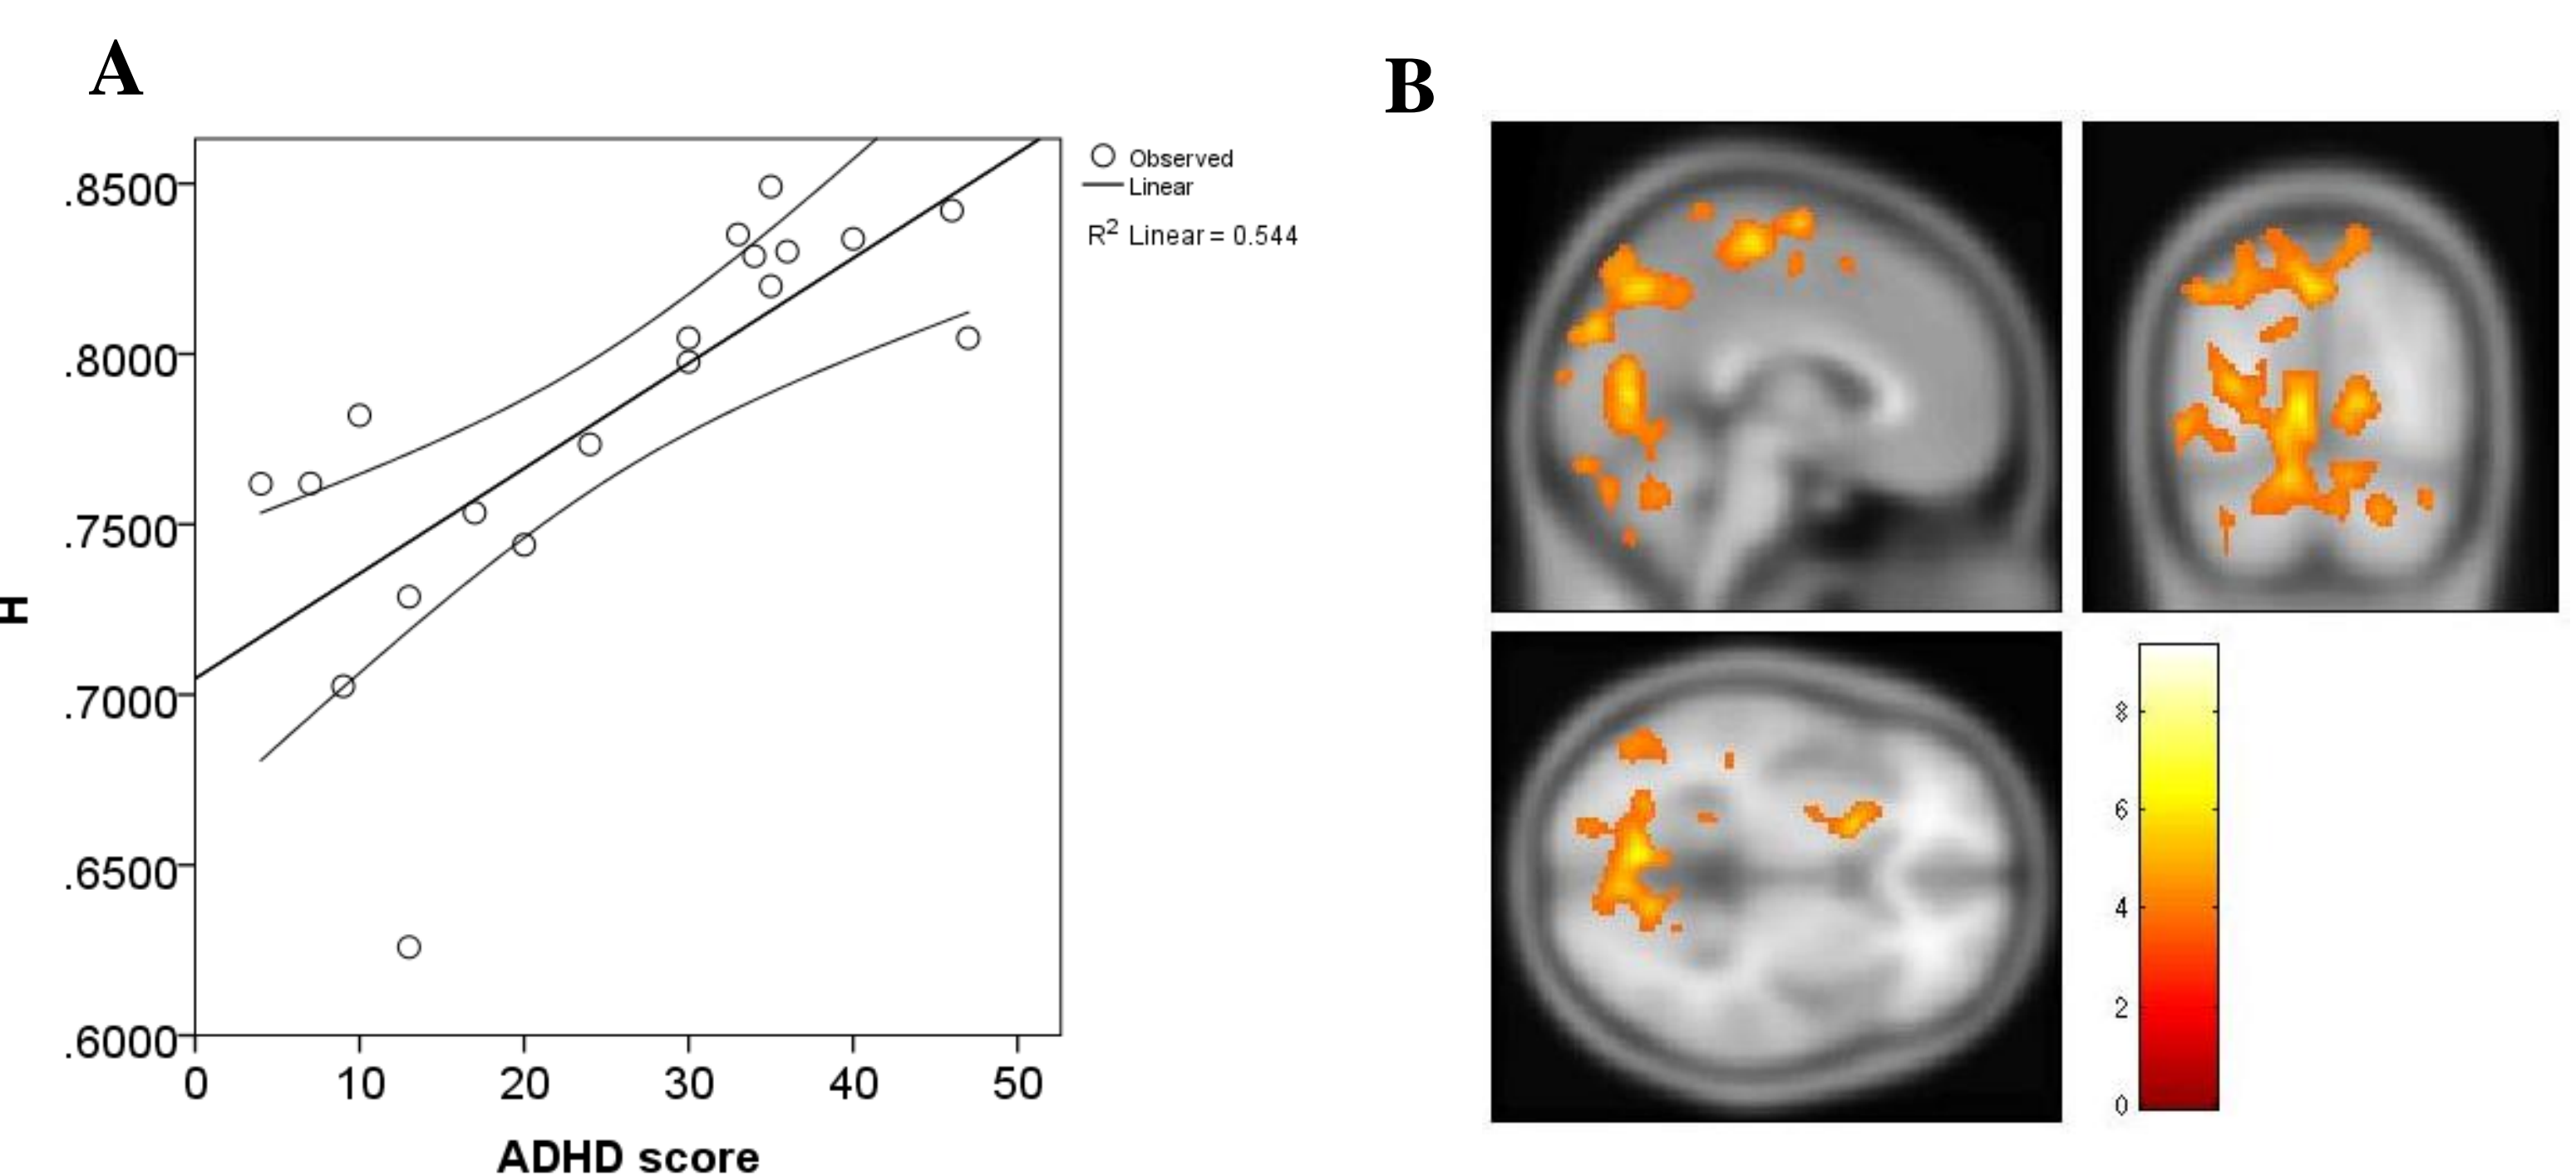 A
B
Observed
Linear
R² Linear = 0.544
.8500
.8000
.7500
.7000
.6500
.6000
H
0 10 20 30 40 50
ADHD score
8
6
4
2
0